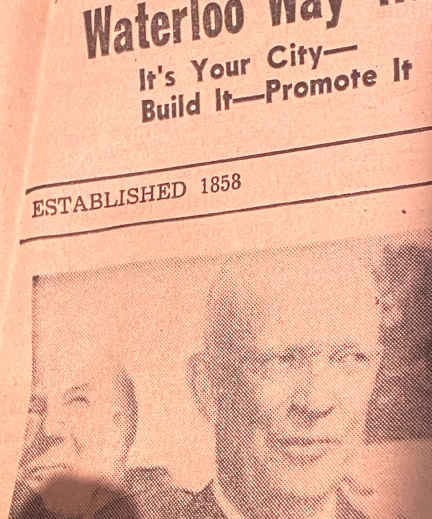 Waterloo Way
It's Your City—
Build It—Promote It
ESTABLISHED 1858